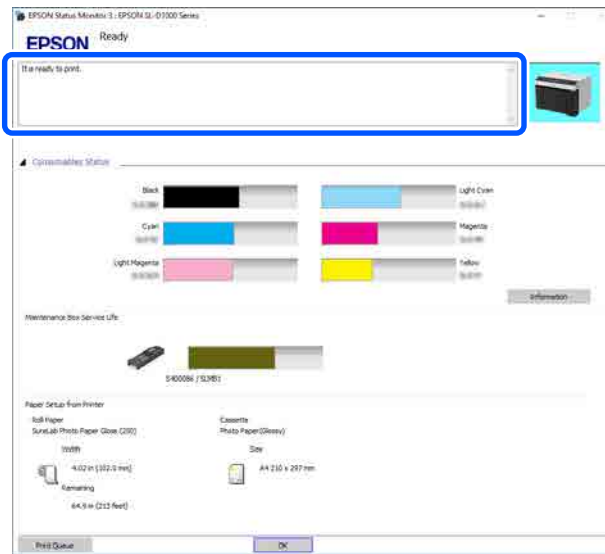 EPSON Status Monitor 3 : EPSON SL-D1000 Series
EPSON
Ready
It is ready to print.
Consumables Status
Black
Light Cyan
Cyan
Magenta
Light Magenta
Yellow
Information
Maintenance Box Service Life
S400086 / SLMB1
Paper Setup from Printer
Roll Paper
Cassette
SureLab Photo Paper Gloss (250)
Photo Paper(Glossy)
Width
Size
4.02 in (102.0 mm)
A4 210 x 297 mm
Remaining
64.9 m (213 feet)
Print Queue
OK